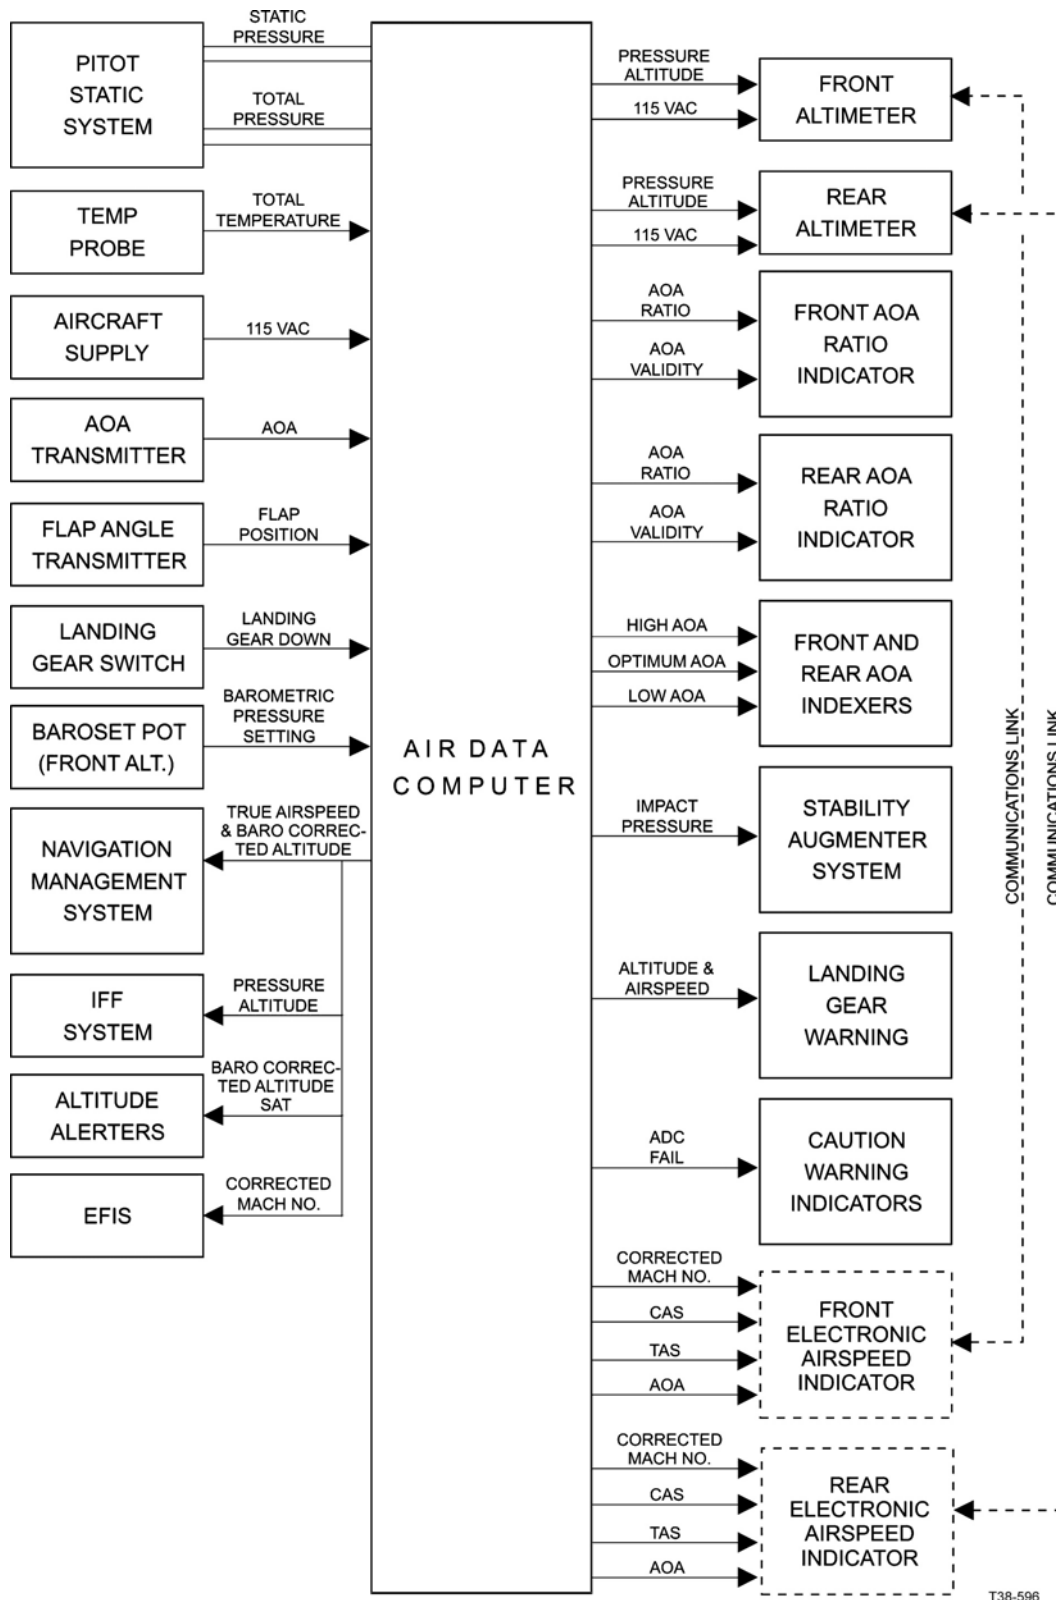 PITOT
STATIC
SYSTEM
STATIC
PRESSURE
TOTAL
PRESSURE
TEMP
PROBE
TOTAL
TEMPERATURE
AIRCRAFT
SUPPLY
115 VAC
AOA
TRANSMITTER
AOA
FLAP ANGLE
TRANSMITTER
FLAP
POSITION
LANDING
GEAR SWITCH
LANDING
GEAR DOWN
BAROSET POT
(FRONT ALT.)
BAROMETRIC
PRESSURE
SETTING
NAVIGATION
MANAGEMENT
SYSTEM
TRUE AIRSPEED
& BARO CORREC-
TED ALTITUDE
IFF
SYSTEM
PRESSURE
ALTITUDE
ALTITUDE
ALERTERS
BARO CORREC-
TED ALTITUDE
SAT
EFIS
CORRECTED
MACH NO.
AIR DATA
COMPUTER
PRESSURE
ALTITUDE
115 VAC
FRONT
ALTIMETER
PRESSURE
ALTITUDE
115 VAC
REAR
ALTIMETER
AOA
RATIO
AOA
VALIDITY
FRONT AOA
RATIO
INDICATOR
AOA
RATIO
AOA
VALIDITY
REAR AOA
RATIO
INDICATOR
HIGH AOA
OPTIMUM AOA
LOW AOA
FRONT AND
REAR AOA
INDEXERS
IMPACT
PRESSURE
STABILITY
AUGMENTER
SYSTEM
ALTITUDE &
AIRSPEED
LANDING
GEAR
WARNING
ADC
FAIL
CAUTION
WARNING
INDICATORS
CORRECTED
MACH NO.
CAS
TAS
AOA
FRONT
ELECTRONIC
AIRSPEED
INDICATOR
CORRECTED
MACH NO.
CAS
TAS
AOA
REAR
ELECTRONIC
AIRSPEED
INDICATOR
COMMUNICATIONS LINK
COMMUNICATIONS LINK
T38-596